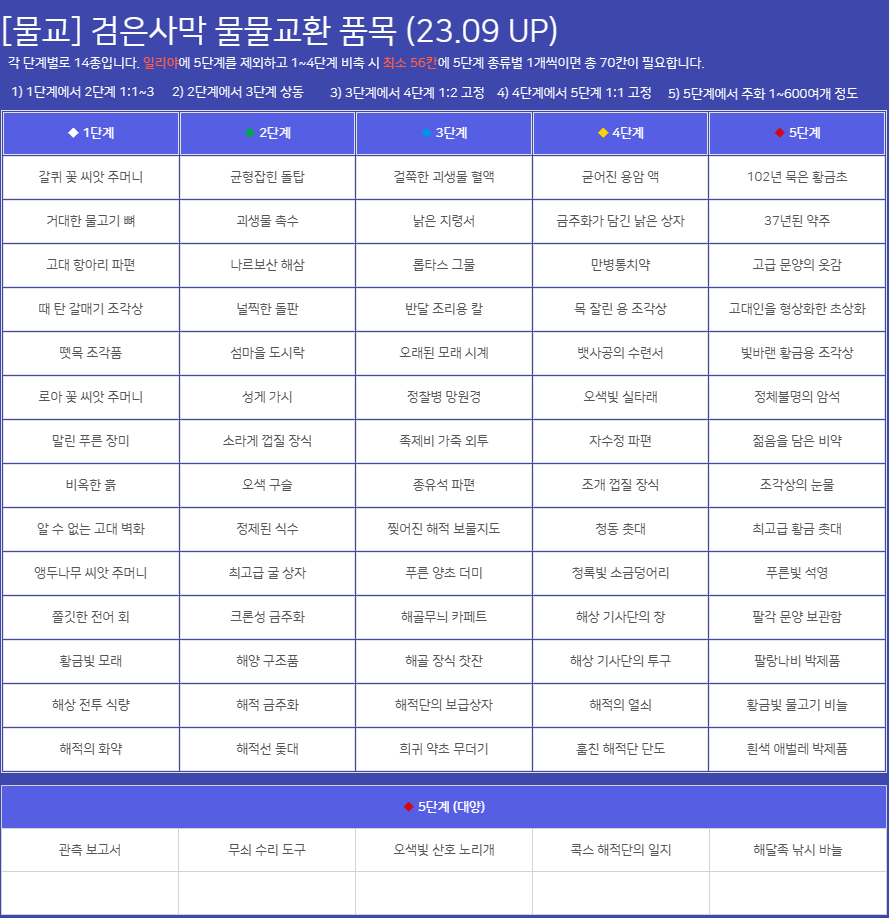 [물교] 검은사막 물물교환 품목 (23.09 UP)
각 단계별로 14종입니다. 일리야에 5단계를 제외하고 1~4단계 비축 시 최소 56칸에 5단계 종류별 1개씩이면 총 70칸이 필요합니다.
1) 1단계에서 2단계 1:1~3 2) 2단계에서 3단계 상동 3) 3단계에서 4단계 1:2 고정 4) 4단계에서 5단계 1:1 고정 5) 5단계에서 주화 1~600여개 정도
◆ 1단계 ◆ 2단계 ◆ 3단계 ◆ 4단계 ◆ 5단계
갈퀴 꽃 씨앗 주머니 균형잡힌 돌탑 걸쭉한 괴생물 혈액 굳어진 용암 액 102년 묵은 황금초
거대한 물고기 뼈 괴생물 촉수 낡은 지령서 금주화가 담긴 낡은 상자 37년된 약주
고대 항아리 파편 나르보산 해삼 롭타스 그물 만병통치약 고급 문양의 옷감
때 탄 갈매기 조각상 널찍한 돌판 반달 조리용 칼 목 잘린 용 조각상 고대인을 형상화한 초상화
뗏목 조각품 섬마을 도시락 오래된 모래 시계 뱃사공의 수련서 빛바랜 황금용 조각상
로아 꽃 씨앗 주머니 성게 가시 정찰병 망원경 오색빛 실타래 정체불명의 암석
말린 푸른 장미 소라게 껍질 장식 족제비 가죽 외투 자수정 파편 젊음을 담은 비약
비옥한 흙 오색 구슬 종유석 파편 조개 껍질 장식 조각상의 눈물
알 수 없는 고대 벽화 정제된 식수 찢어진 해적 보물지도 청동 촛대 최고급 황금 촛대
앵두나무 씨앗 주머니 최고급 굴 상자 푸른 양초 더미 청록빛 소금덩어리 푸른빛 석영
쫄깃한 전어 회 크론성 금주화 해골무늬 카페트 해상 기사단의 창 팔각 문양 보관함
황금빛 모래 해양 구조품 해골 장식 찻잔 해상 기사단의 투구 팔랑나비 박제품
해상 전투 식량 해적 금주화 해적단의 보급상자 해적의 열쇠 황금빛 물고기 비늘
해적의 화약 해적선 돛대 희귀 약초 무더기 훔친 해적단 단도 흰색 애벌레 박제품
◆ 5단계 (대양)
관측 보고서 무쇠 수리 도구 오색빛 산호 노리개 콕스 해적단의 일지 해달족 낚시 바늘